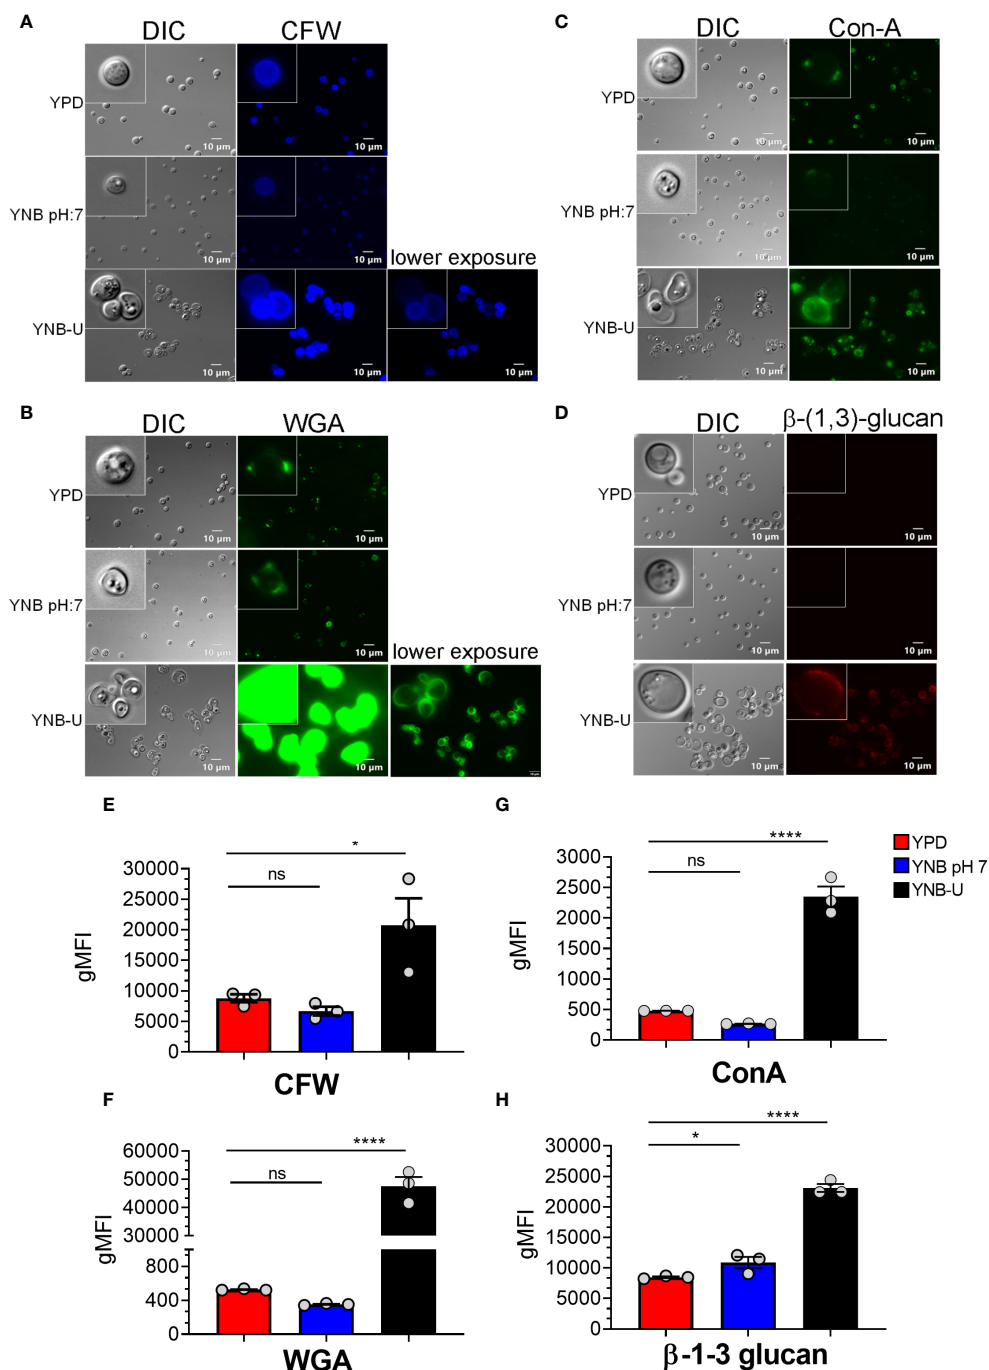 A
DIC CFW
YPD
10 μm 10 μm
YNB pH:7
10 μm 10 μm
lower exposure
YNB-U
10 μm 10 μm 10 μm
B
DIC WGA
YPD
10 μm 10 μm
YNB pH:7
10 μm 10 μm
lower exposure
YNB-U
10 μm 10 μm
C
DIC Con-A
YPD
10 μm 10 μm
YNB pH:7
10 μm 10 μm
YNB-U
10 μm 10 μm
D
DIC β-(1,3)-glucan
YPD
10 μm 10 μm
YNB pH:7
10 μm 10 μm
YNB-U
10 μm 10 μm
E
*
ns
30000
25000
20000
15000
10000
5000
0
gMFI
CFW
F
****
ns
60000
50000
40000
30000
800
400
0
gMFI
WGA
G
****
ns
3000
2500
2000
1500
1000
500
0
gMFI
ConA
YPD
YNB pH 7
YNB-U
H
****
*
30000
25000
20000
15000
10000
5000
0
gMFI
β-1-3 glucan